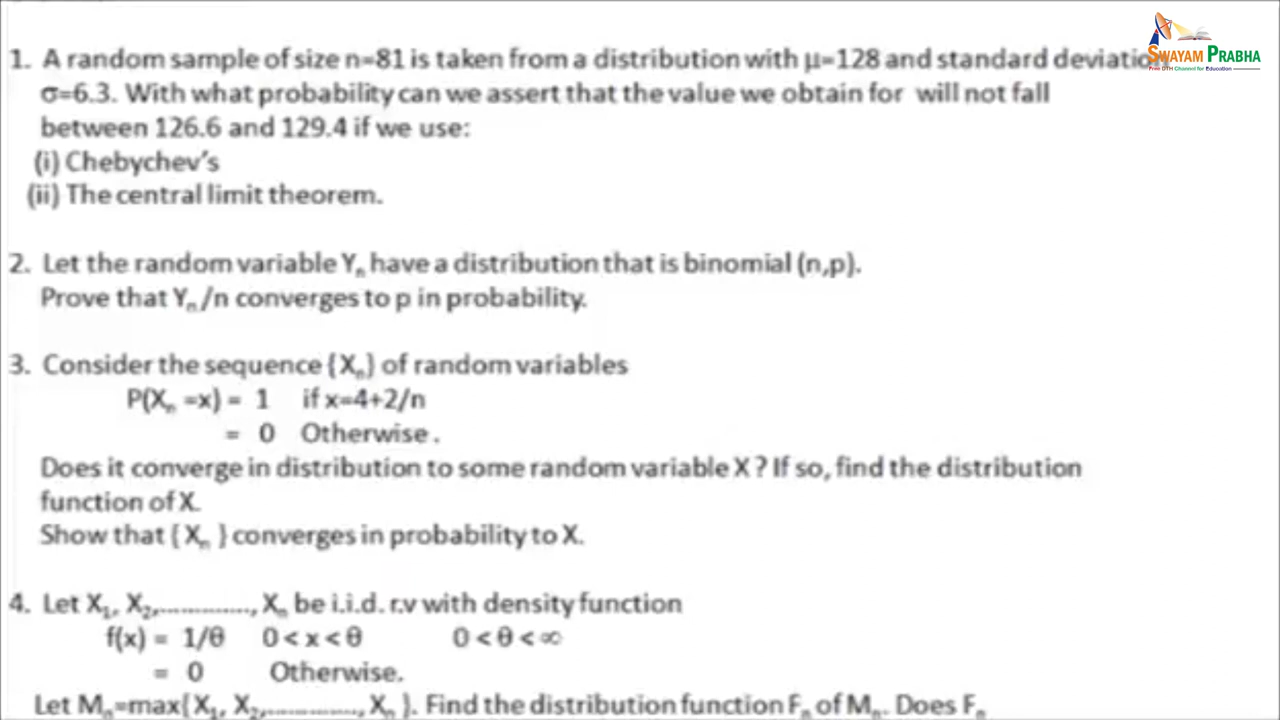 SWAYAM PRABHA
Free DTH Channel for Education
1. A random sample of size n=81 is taken from a distribution with μ=128 and standard deviation
σ=6.3. With what probability can we assert that the value we obtain for will not fall
between 126.6 and 129.4 if we use:
(i) Chebychev's
(ii) The central limit theorem.
2. Let the random variable Yₙ have a distribution that is binomial (n,p).
Prove that Yₙ/n converges to p in probability.
3. Consider the sequence {Xₙ} of random variables
P(Xₙ =x) = 1 if x=4+2/n
= 0 Otherwise.
Does it converge in distribution to some random variable X? If so, find the distribution
function of X.
Show that { Xₙ } converges in probability to X.
4. Let X₁, X₂,............., Xₙ be i.i.d. r.v with density function
f(x) = 1/θ 0 < x < θ 0 < θ < ∞
= 0 Otherwise.
Let Mₙ=max{X₁, X₂,............., Xₙ }. Find the distribution function Fₙ of Mₙ. Does Fₙ